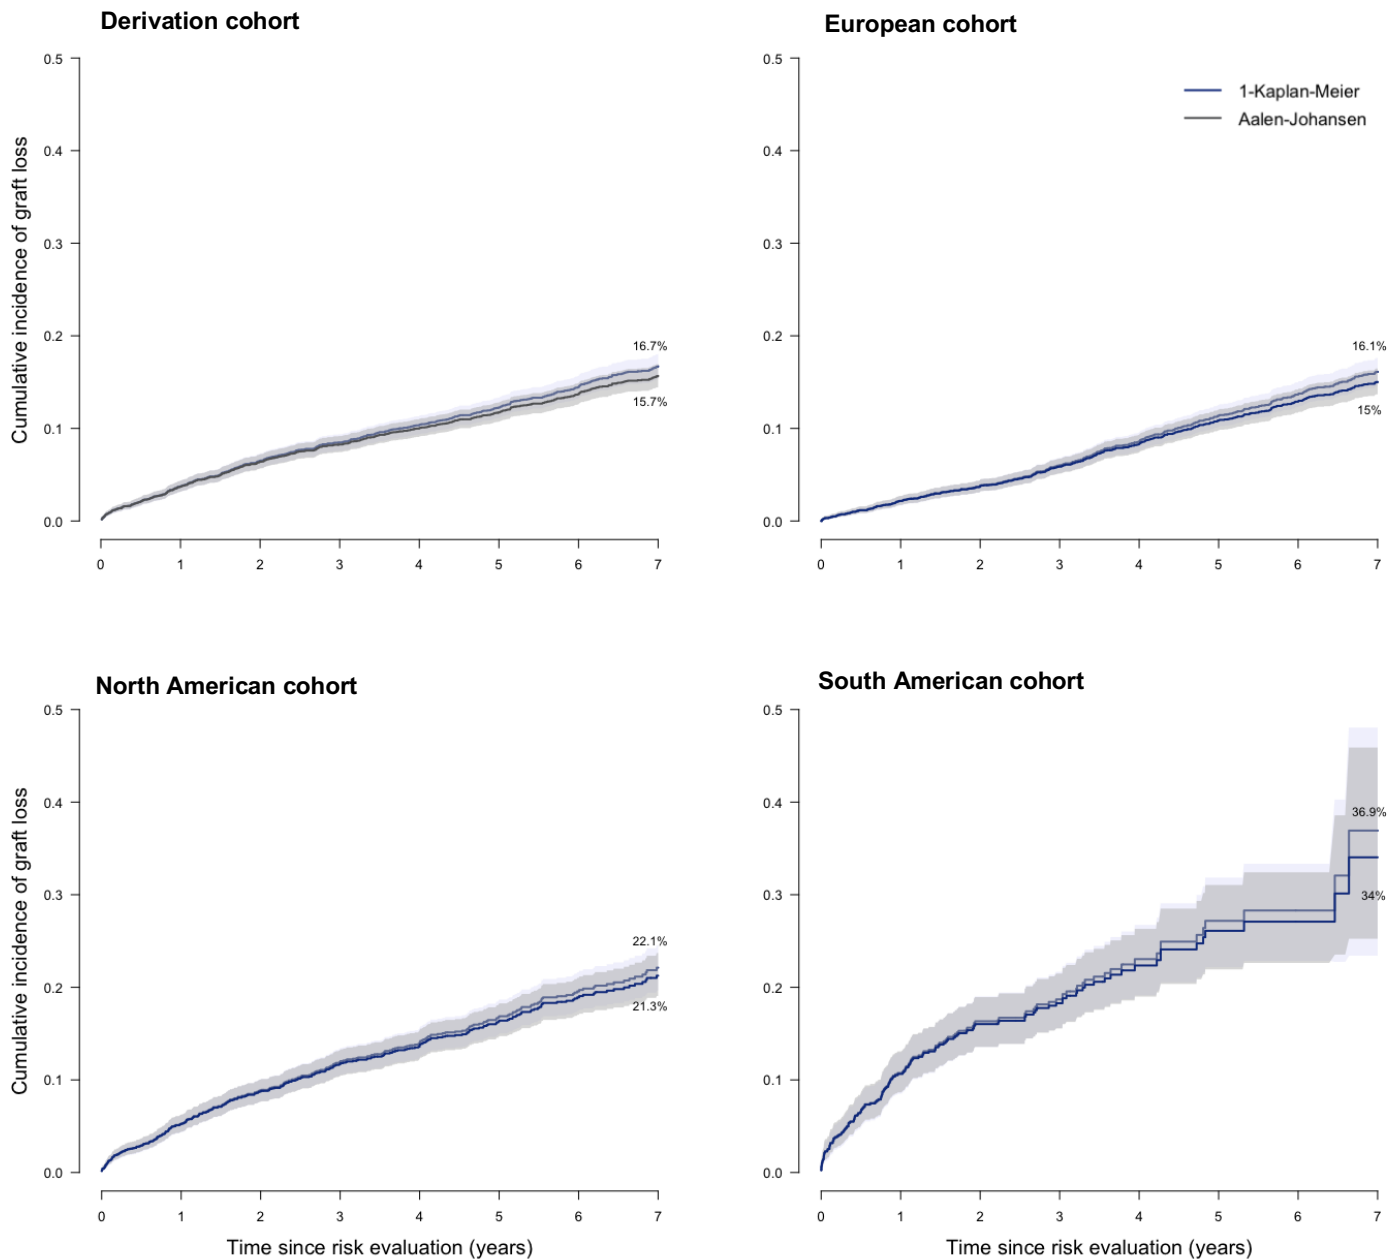 Derivation cohort
European cohort
Cumulative incidence of graft loss
0.5
0.4
0.3
0.2
0.1
0.0
16.7%
15.7%
0 1 2 3 4 5 6 7
0.5
0.4
0.3
0.2
0.1
0.0
1-Kaplan-Meier
Aalen-Johansen
16.1%
15%
0 1 2 3 4 5 6 7
North American cohort
South American cohort
Cumulative incidence of graft loss
0.5
0.4
0.3
0.2
0.1
0.0
22.1%
21.3%
0 1 2 3 4 5 6 7
Time since risk evaluation (years)
0.5
0.4
0.3
0.2
0.1
0.0
36.9%
34%
0 1 2 3 4 5 6 7
Time since risk evaluation (years)